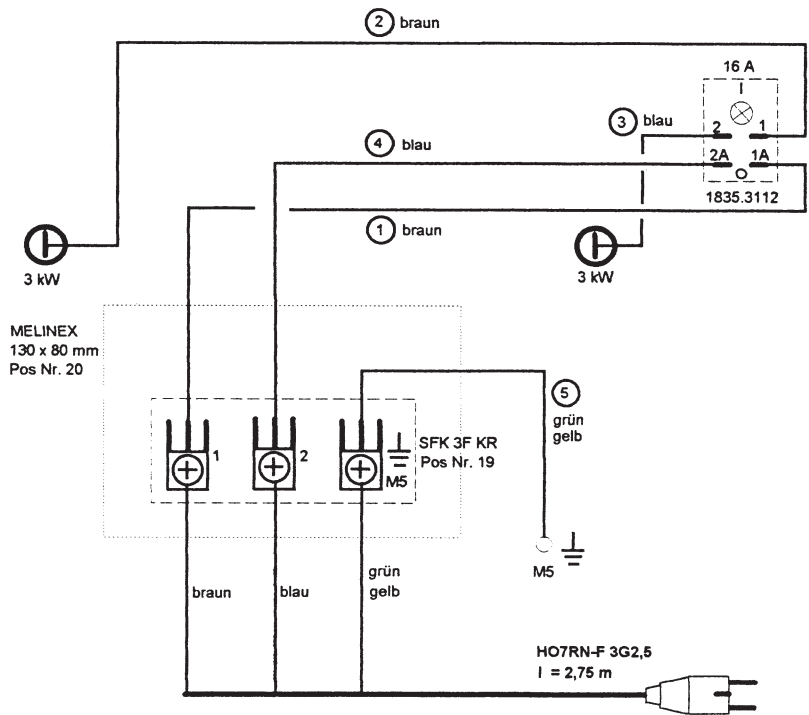 2 braun
16 A
I
3 blau
2 1
4 blau
2A 1A
O
1835.3112
1 braun
3 kW
3 kW
MELINEX
130 x 80 mm
Pos Nr. 20
5
grün
gelb
1
2
SFK 3F KR
Pos Nr. 19
M5
M5
braun
blau
grün
gelb
HO7RN-F 3G2,5
l = 2,75 m